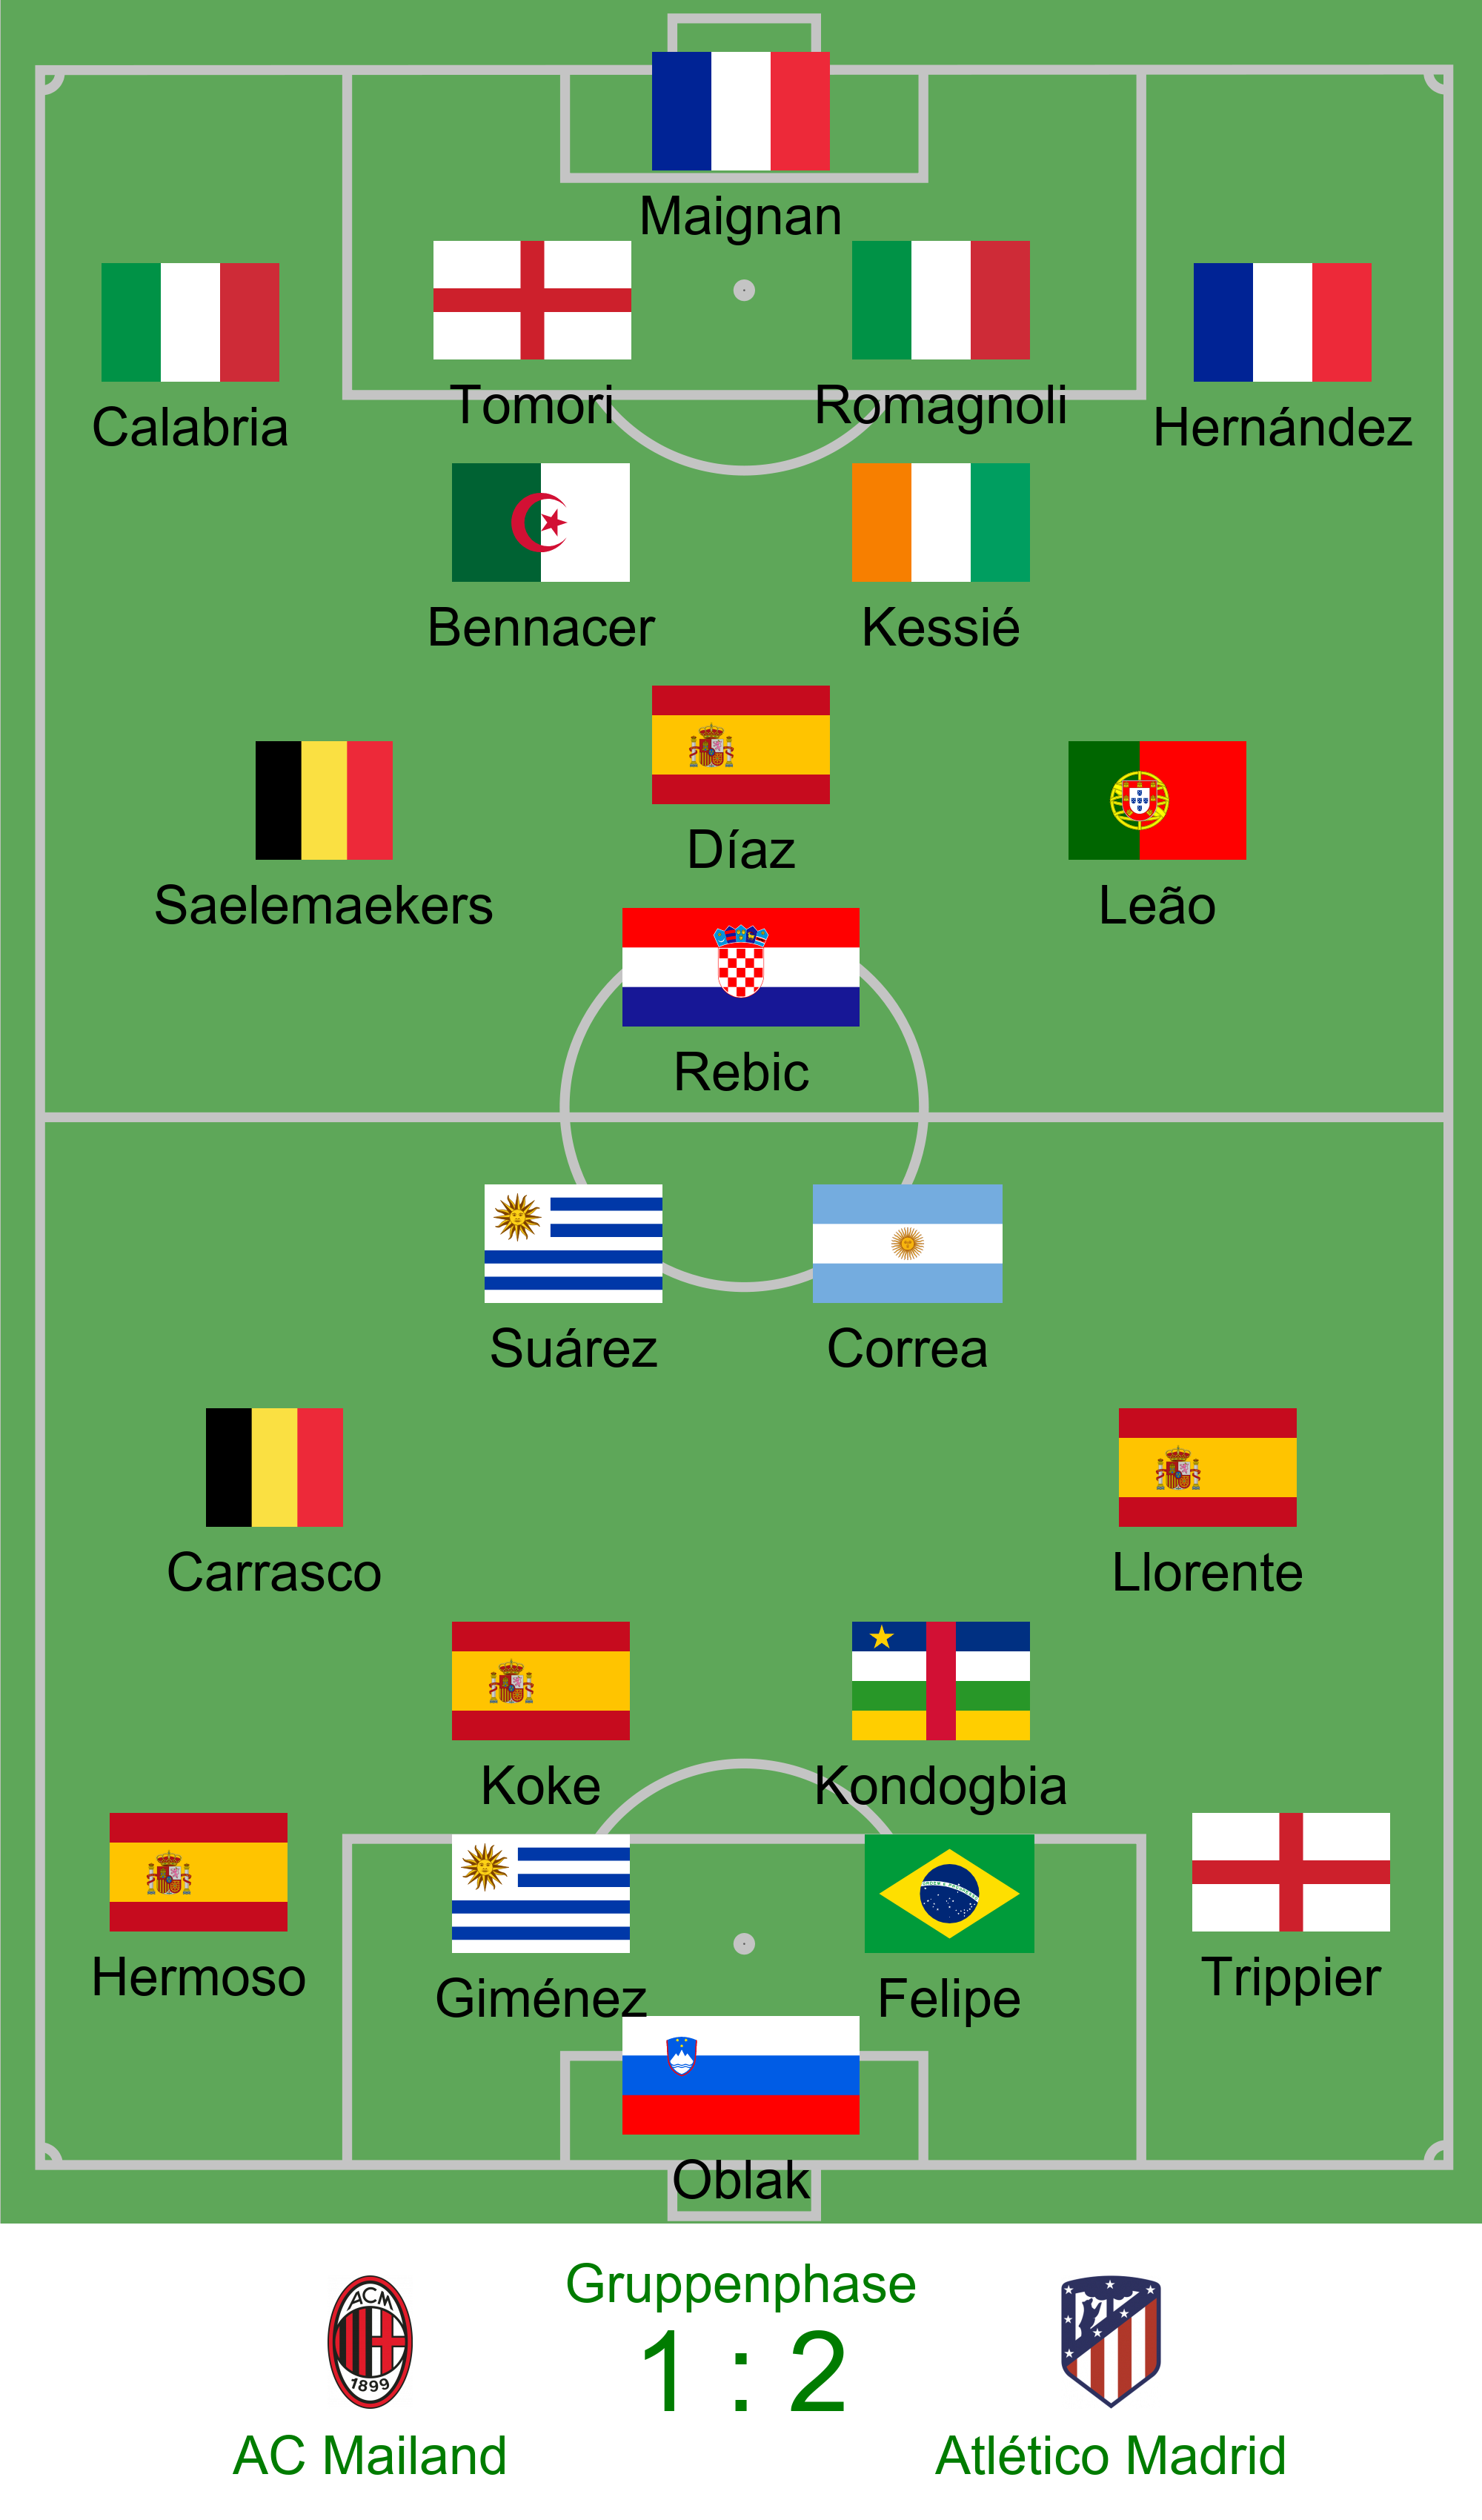 Maignan
Calabria
Tomori
Romagnoli
Hernández
Bennacer
Kessié
Díaz
Saelemaekers
Leão
Rebic
Suárez
Correa
Carrasco
Llorente
Koke
Kondogbia
Hermoso
Giménez
Felipe
Trippier
Oblak
Gruppenphase
ACM
1899
1 : 2
AC Mailand
Atlético Madrid